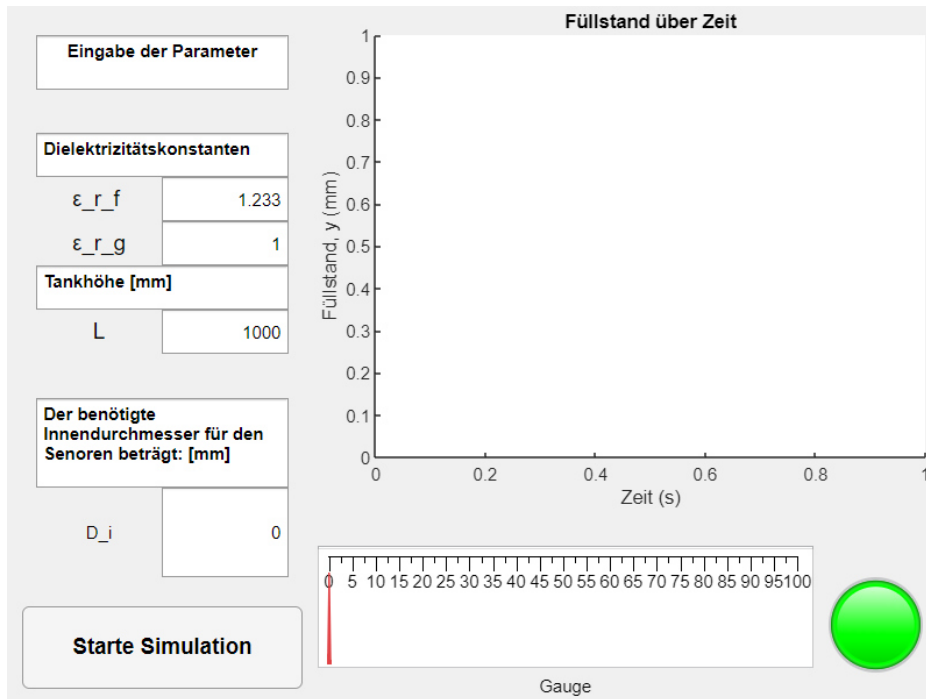 Eingabe der Parameter
Dielektrizitätskonstanten
ε_r_f
1.233
ε_r_g
1
Tankhöhe [mm]
L
1000
Der benötigte
Innendurchmesser für den
Senoren beträgt: [mm]
D_i
0
Starte Simulation
Füllstand über Zeit
Füllstand, y (mm)
1
0.9
0.8
0.7
0.6
0.5
0.4
0.3
0.2
0.1
0
0 0.2 0.4 0.6 0.8 1
Zeit (s)
0 5 10 15 20 25 30 35 40 45 50 55 60 65 70 75 80 85 90 95 100
Gauge